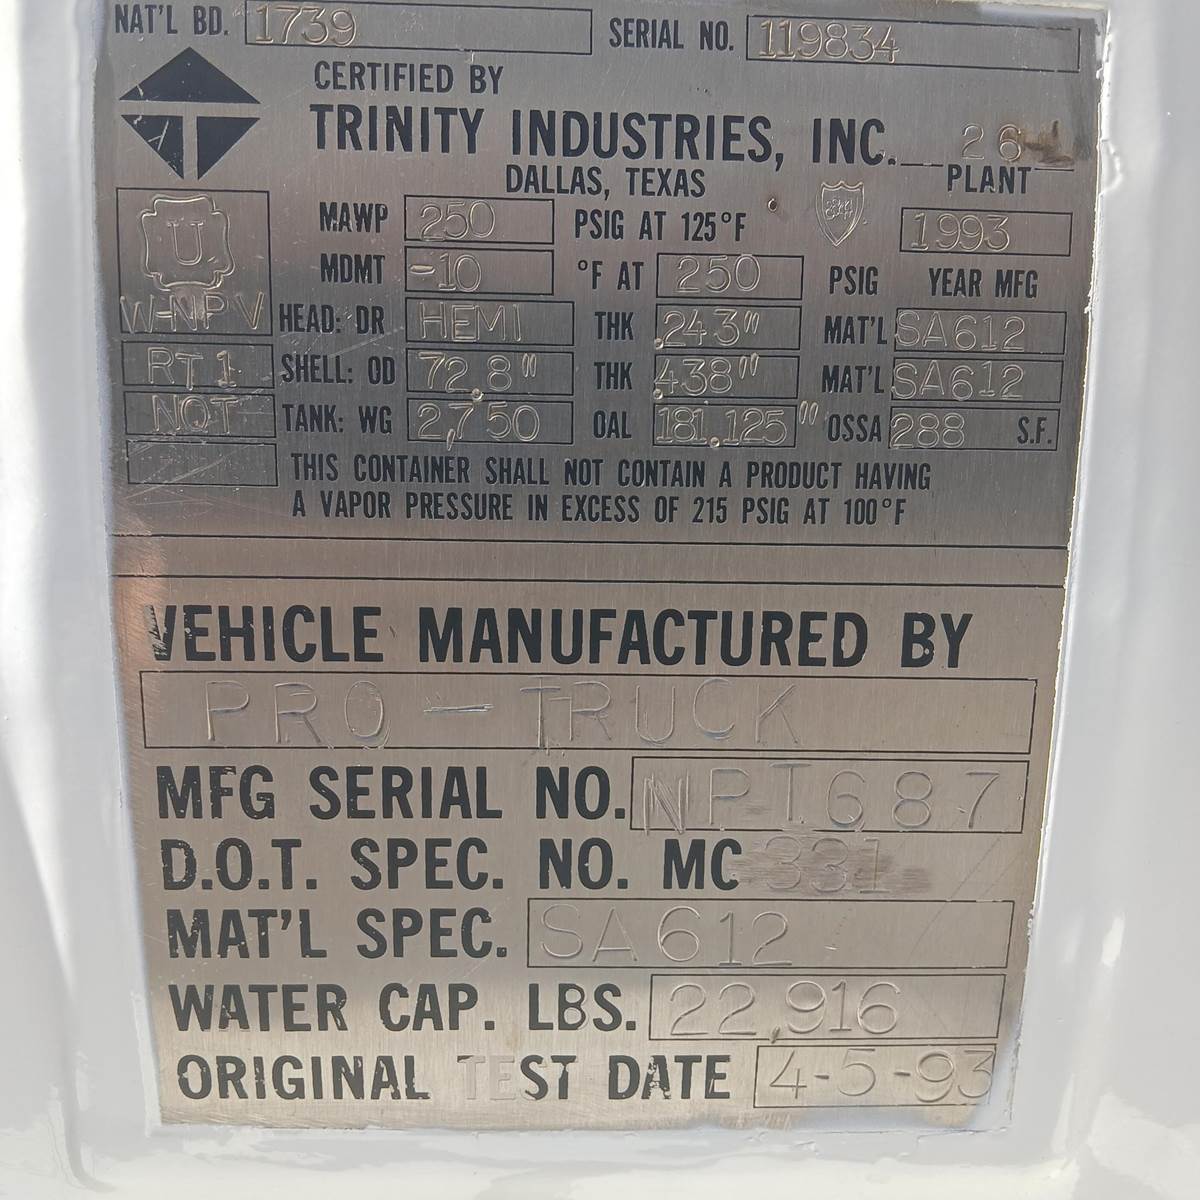 NAT'L BD. 1739 SERIAL NO. 119834
CERTIFIED BY
TRINITY INDUSTRIES, INC. 26-1
DALLAS, TEXAS PLANT
MAWP 250 PSIG AT 125°F 1993
U MDMT -10 °F AT 250 PSIG YEAR MFG
W-NPV HEAD: DR HEMI THK .243" MAT'L SA612
RT1 SHELL: OD 72.8" THK .438" MAT'L SA612
NQT TANK: WG 2,750 OAL 181.125" OSSA 288 S.F.
THIS CONTAINER SHALL NOT CONTAIN A PRODUCT HAVING
A VAPOR PRESSURE IN EXCESS OF 215 PSIG AT 100°F
VEHICLE MANUFACTURED BY
PRO-TRUCK
MFG SERIAL NO. NPT687
D.O.T. SPEC. NO. MC 331
MAT'L SPEC. SA612
WATER CAP. LBS. 22,916
ORIGINAL TEST DATE 4-5-93